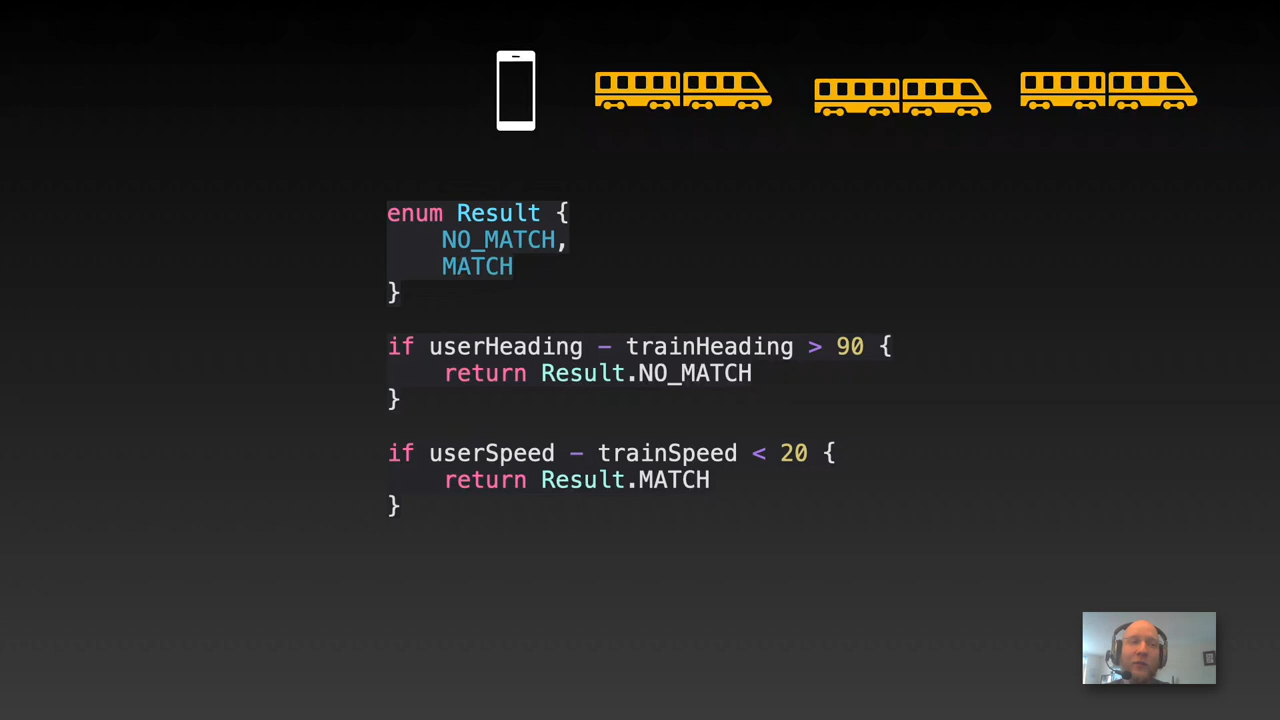 enum Result {
    NO_MATCH,
    MATCH
}
if userHeading - trainHeading > 90 {
    return Result.NO_MATCH
}
if userSpeed - trainSpeed < 20 {
    return Result.MATCH
}